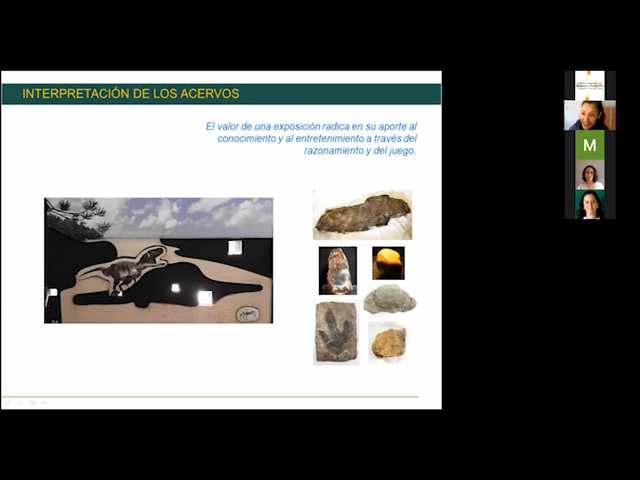 INTERPRETACIÓN DE LOS ACERVOS
El valor de una exposición radica en su aporte al
conocimiento y al entretenimiento a través del
razonamiento y del juego.
M